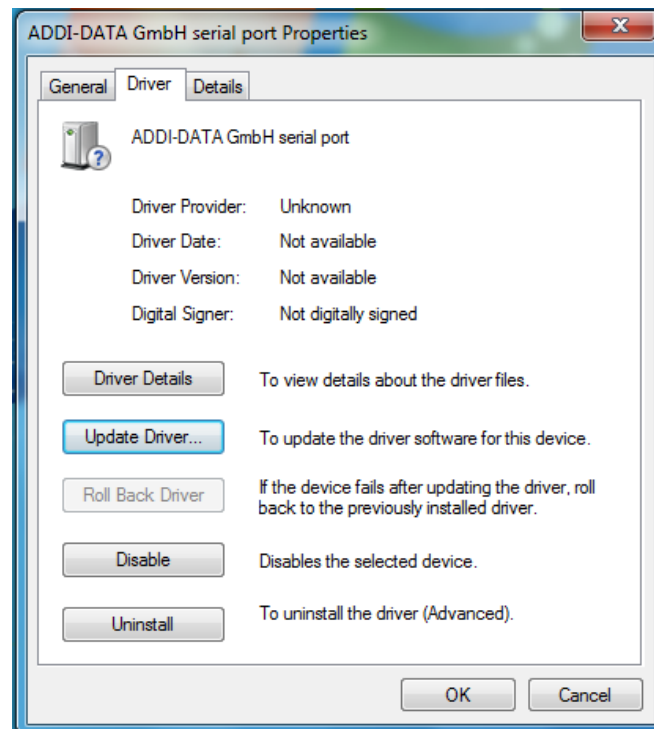 ADDI-DATA GmbH serial port Properties
x
General Driver Details
?
ADDI-DATA GmbH serial port
Driver Provider: Unknown
Driver Date: Not available
Driver Version: Not available
Digital Signer: Not digitally signed
Driver Details To view details about the driver files.
Update Driver... To update the driver software for this device.
Roll Back Driver If the device fails after updating the driver, roll
back to the previously installed driver.
Disable Disables the selected device.
Uninstall To uninstall the driver (Advanced).
OK Cancel